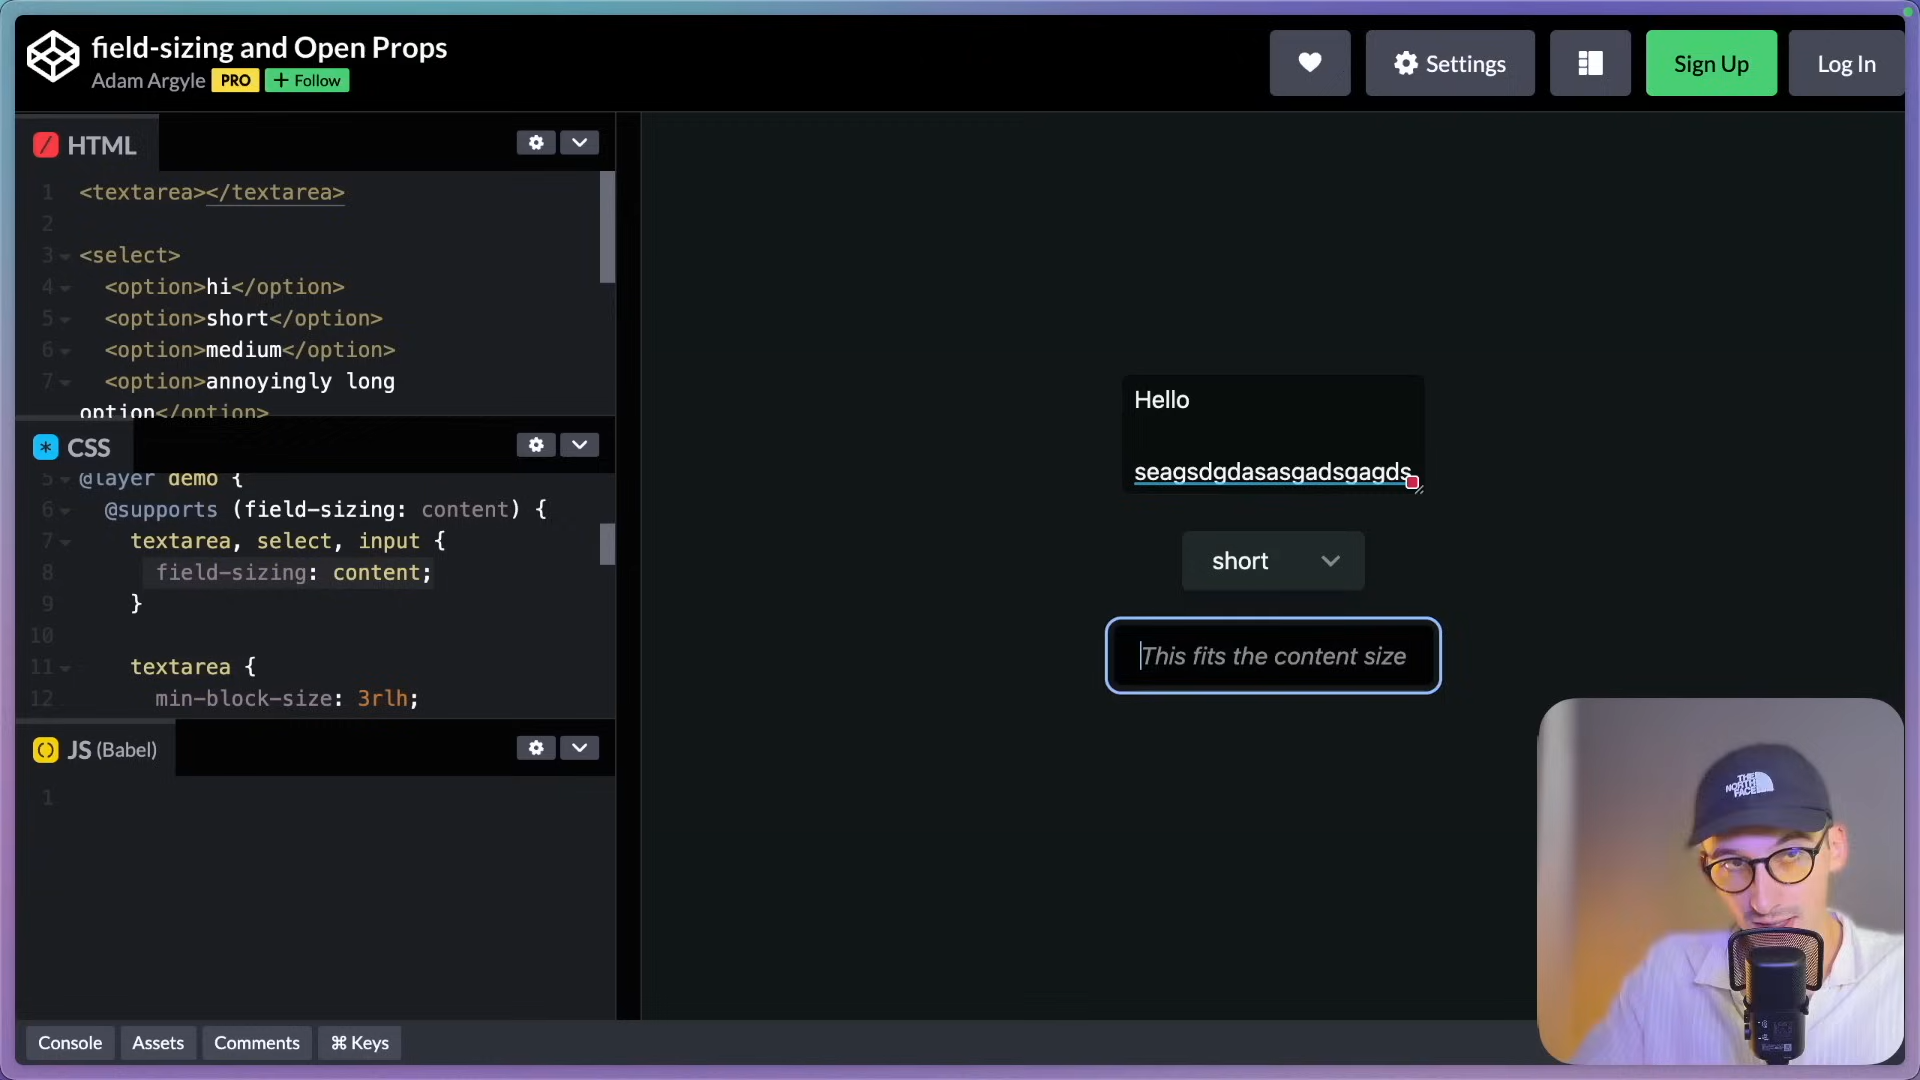 field-sizing and Open Props
Adam Argyle PRO + Follow
Settings
Sign Up
Log In
/ HTML
1 <textarea></textarea>
2
3 <select>
4 <option>hi</option>
5 <option>short</option>
6 <option>medium</option>
7 <option>annoyingly long
option</option>
* CSS
5 @layer demo {
6 @supports (field-sizing: content) {
7 textarea, select, input {
8 field-sizing: content;
9 }
10
11 textarea {
12 min-block-size: 3rlh;
() JS (Babel)
1
Hello
seagsdgdasasgadsgagds
short
This fits the content size
THE
NORTH
FACE
Console
Assets
Comments
⌘ Keys